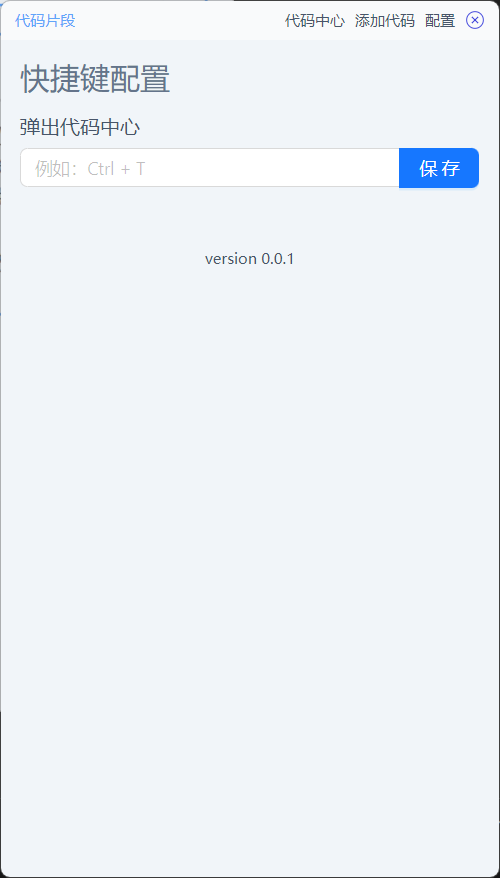 代码片段 代码中心 添加代码 配置
快捷键配置
弹出代码中心
例如：Ctrl + T 保存
version 0.0.1